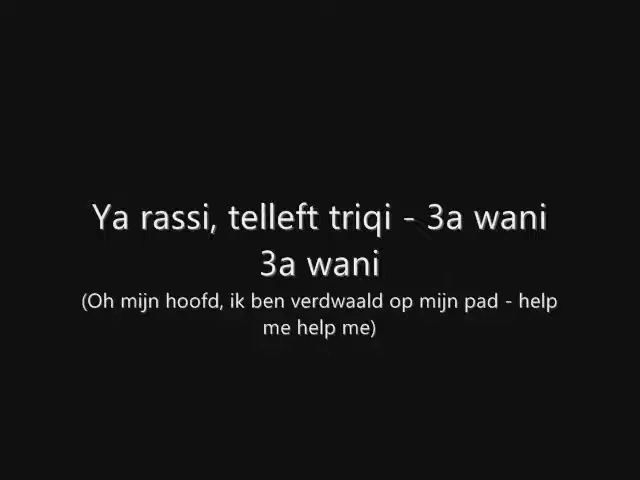 Ya rassi, telleft triqi - 3a wani
3a wani
(Oh mijn hoofd, ik ben verdwaald op mijn pad - help
me help me)